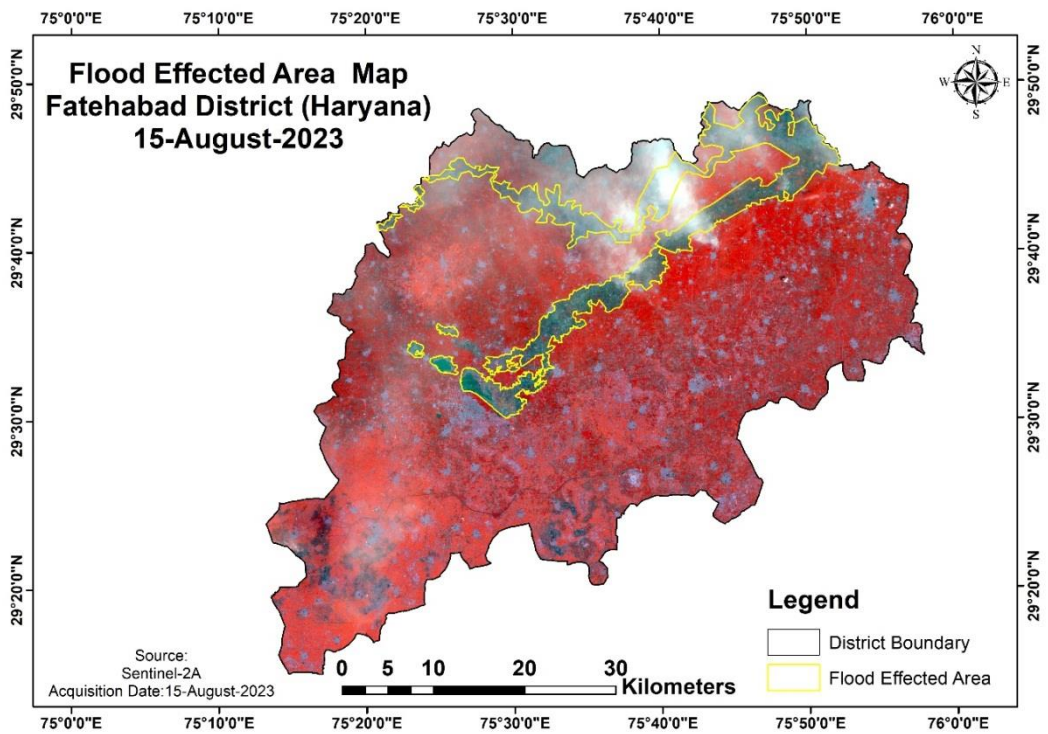 75°0'0"E 75°10'0"E 75°20'0"E 75°30'0"E 75°40'0"E 75°50'0"E 76°0'0"E
Flood Effected Area Map
Fatehabad District (Haryana)
15-August-2023
N
W E
S
29°50'0"N 29°50'0"N
29°40'0"N 29°40'0"N
29°30'0"N 29°30'0"N
29°20'0"N 29°20'0"N
Legend
District Boundary
Flood Effected Area
Source:
Sentinel-2A
Acquisition Date:15-August-2023
0 5 10 20 30
Kilometers
75°0'0"E 75°10'0"E 75°20'0"E 75°30'0"E 75°40'0"E 75°50'0"E 76°0'0"E